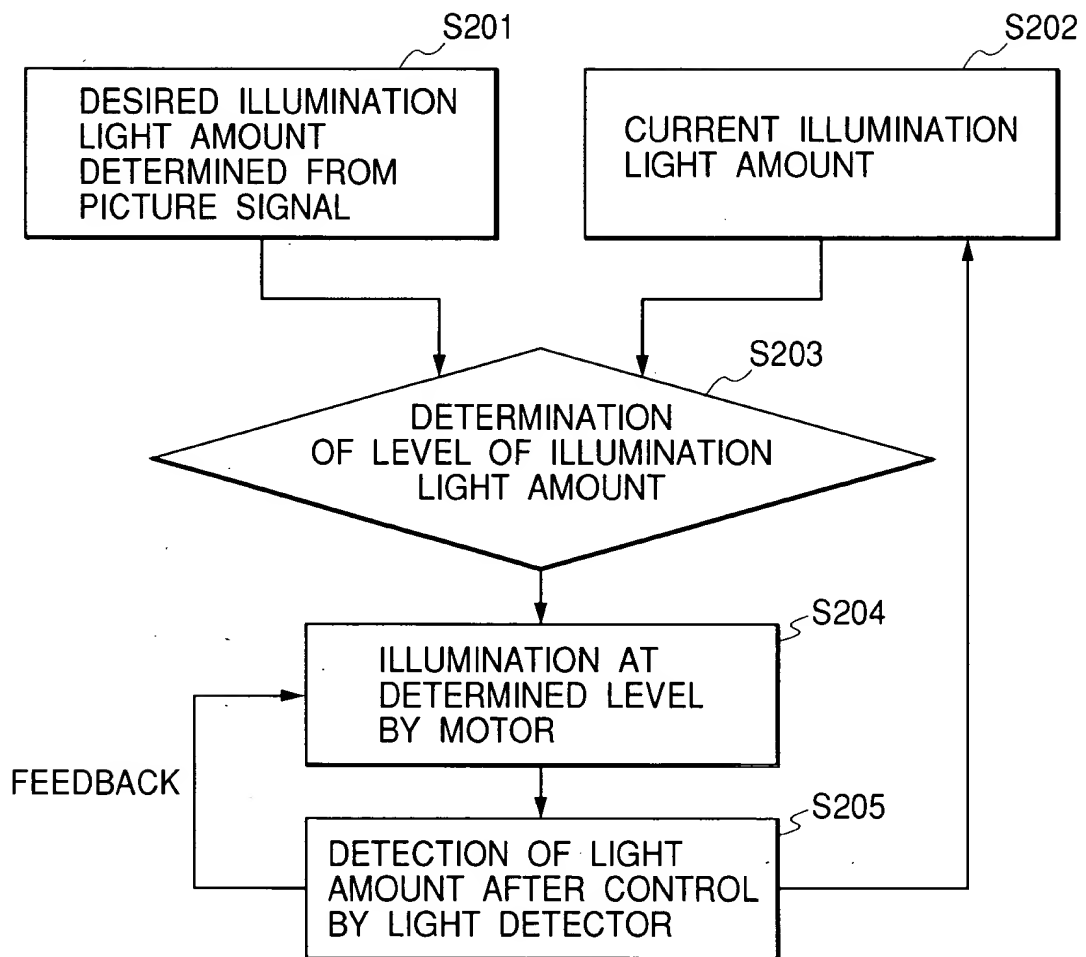 S201
DESIRED ILLUMINATION
LIGHT AMOUNT
DETERMINED FROM
PICTURE SIGNAL
S202
CURRENT ILLUMINATION
LIGHT AMOUNT
S203
DETERMINATION
OF LEVEL OF ILLUMINATION
LIGHT AMOUNT
S204
ILLUMINATION AT
DETERMINED LEVEL
BY MOTOR
FEEDBACK
S205
DETECTION OF LIGHT
AMOUNT AFTER CONTROL
BY LIGHT DETECTOR